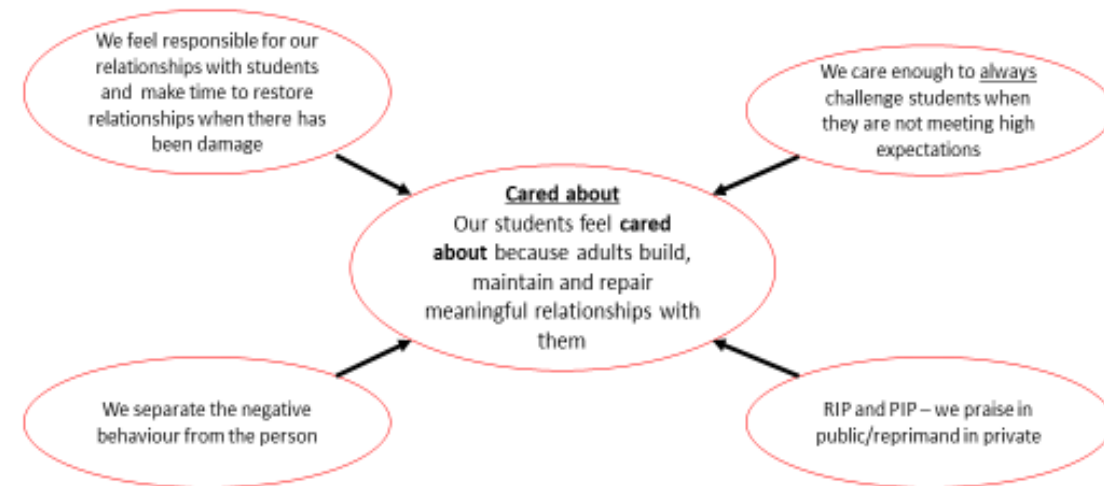 We feel responsible for our
relationships with students
and make time to restore
relationships when there has
been damage
We care enough to always
challenge students when
they are not meeting high
expectations
Cared about
Our students feel cared
about because adults build,
maintain and repair
meaningful relationships with
them
We separate the negative
behaviour from the person
RIP and PIP – we praise in
public/reprimand in private